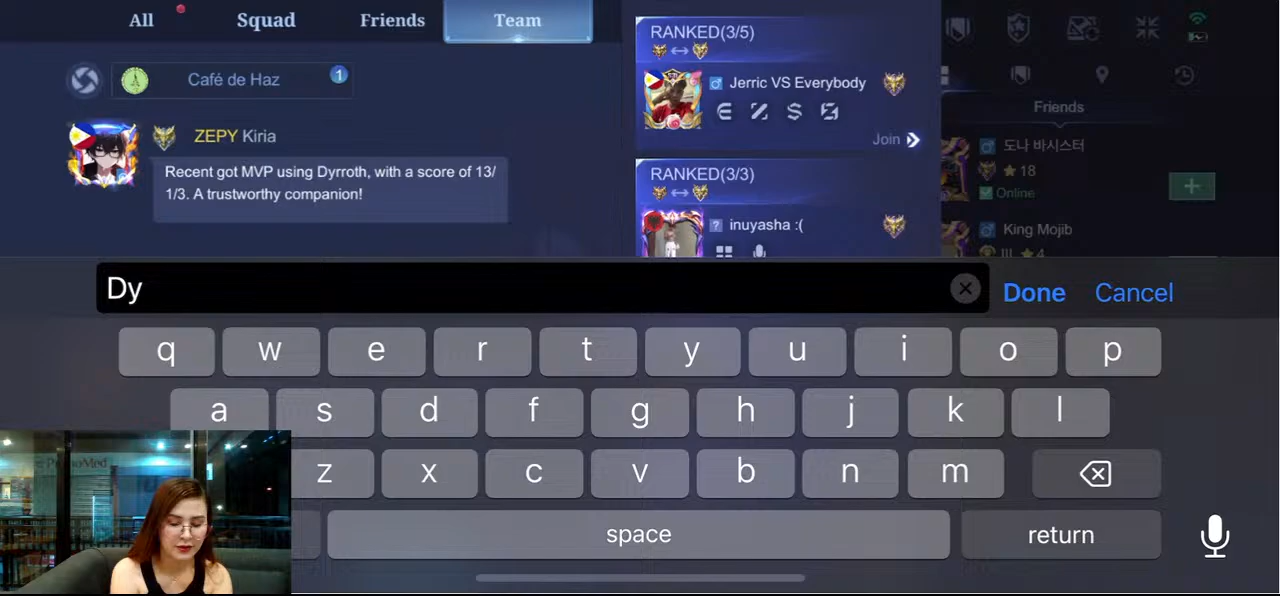 All
Squad
Friends
Team
Café de Haz
1
ZEPY Kiria
Recent got MVP using Dyrroth, with a score of 13/
1/3. A trustworthy companion!
RANKED(3/5)
Jerric VS Everybody
Join
RANKED(3/3)
inuyasha :(
Friends
도나 바시스터
18
Online
King Mojib
III 4
Dy
Done
Cancel
q w e r t y u i o p
a s d f g h j k l
z x c v b n m
space
return